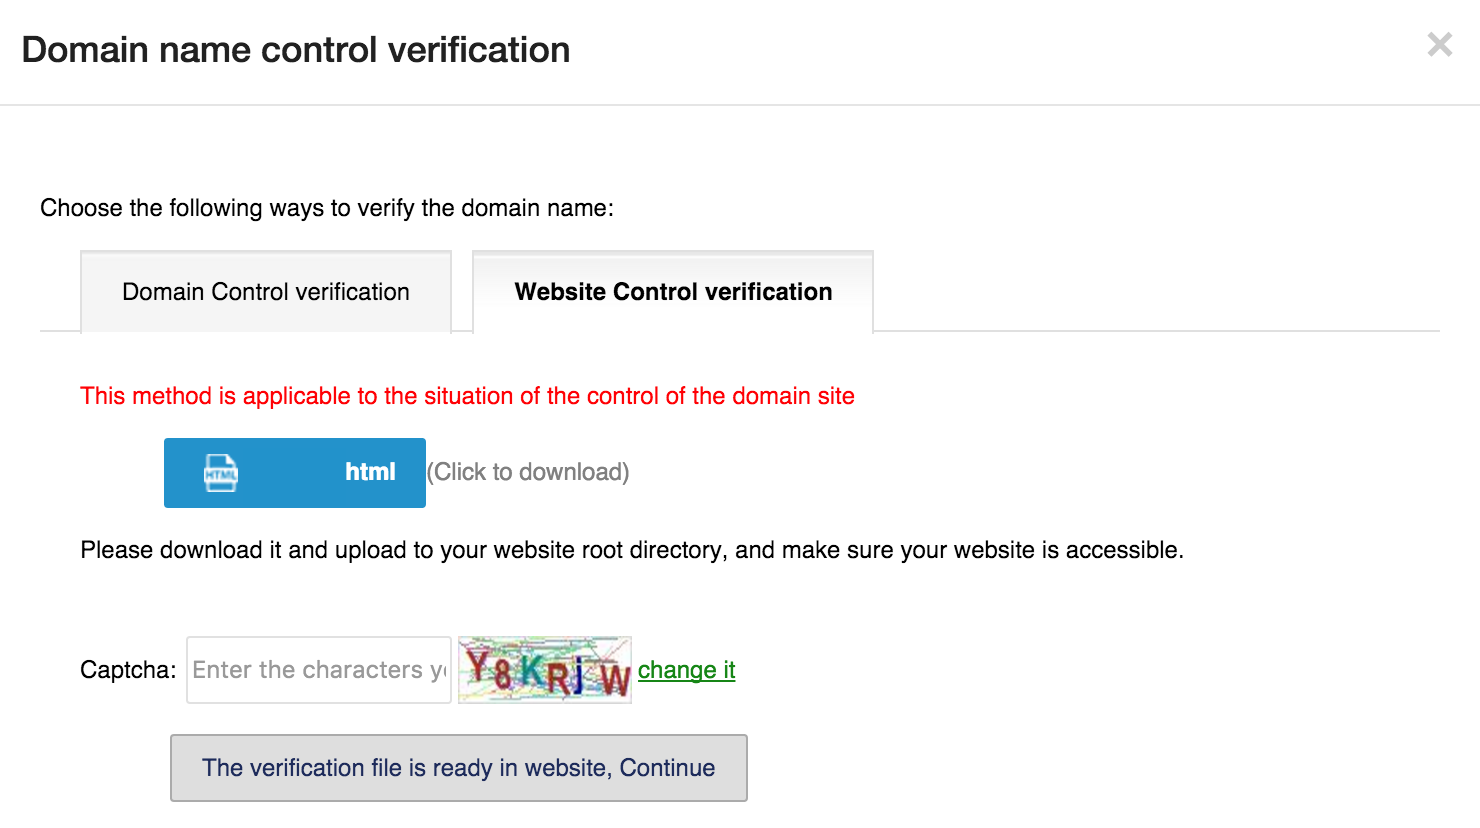 Domain name control verification
×
Choose the following ways to verify the domain name:
Domain Control verification
Website Control verification
This method is applicable to the situation of the control of the domain site
HTML html (Click to download)
Please download it and upload to your website root directory, and make sure your website is accessible.
Captcha: Enter the characters y Y8KRjW change it
The verification file is ready in website, Continue